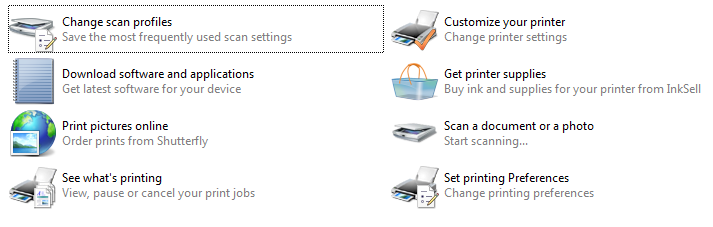 Change scan profiles
Save the most frequently used scan settings
Customize your printer
Change printer settings
Download software and applications
Get latest software for your device
Get printer supplies
Buy ink and supplies for your printer from InkSell
Print pictures online
Order prints from Shutterfly
Scan a document or a photo
Start scanning...
See what's printing
View, pause or cancel your print jobs
Set printing Preferences
Change printing preferences